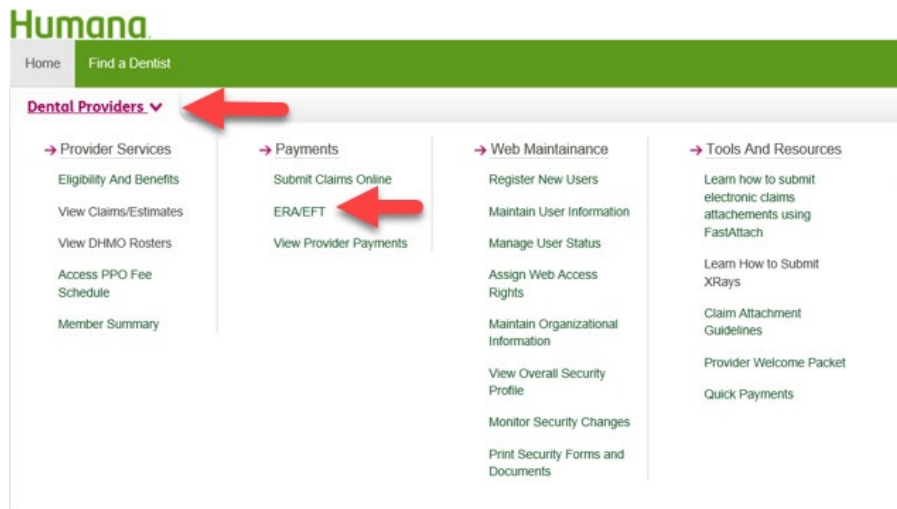 Humana
Home Find a Dentist
Dental Providers
Provider Services
Eligibility And Benefits
View Claims/Estimates
View DHMO Rosters
Access PPO Fee
Schedule
Member Summary
Payments
Submit Claims Online
ERA/EFT
View Provider Payments
Web Maintainance
Register New Users
Maintain User Information
Manage User Status
Assign Web Access
Rights
Maintain Organizational
Information
View Overall Security
Profile
Monitor Security Changes
Print Security Forms and
Documents
Tools And Resources
Learn how to submit
electronic claims
attachements using
FastAttach
Learn How to Submit
XRays
Claim Attachment
Guidelines
Provider Welcome Packet
Quick Payments